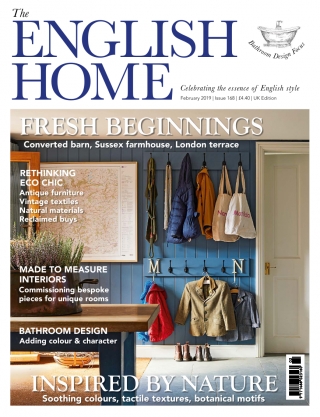 The
ENGLISH
HOME
Bathroom Design Focus
Celebrating the essence of English style
February 2019 | Issue 168 | £4.40 | UK Edition
FRESH BEGINNINGS
Converted barn, Sussex farmhouse, London terrace
RETHINKING
ECO CHIC
Antique furniture
Vintage textiles
Natural materials
Reclaimed buys
M N
MADE TO MEASURE
INTERIORS
Commissioning bespoke
pieces for unique rooms
BATHROOM DESIGN
Adding colour & character
INSPIRED BY NATURE
Soothing colours, tactile textures, botanical motifs